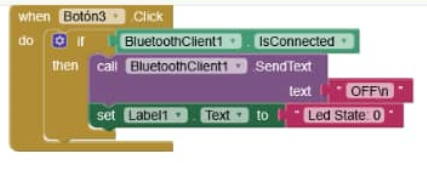 when Botón3 .Click
do if BluetoothClient1 . IsConnected
then call BluetoothClient1 .SendText
text " OFF\n "
set Label1 . Text to " Led State: 0 "